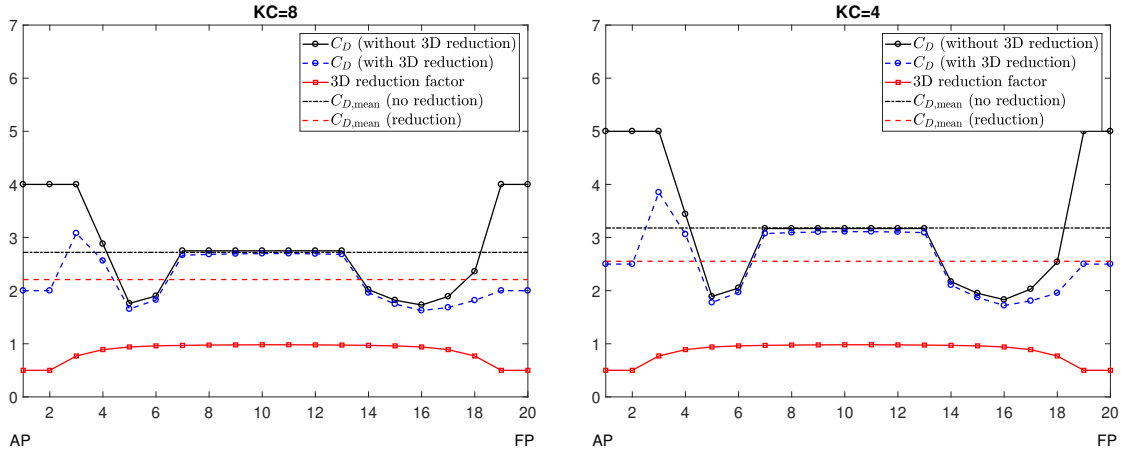 KC=8
7
6
5
4
3
2
1
0
C_D (without 3D reduction)
C_D (with 3D reduction)
3D reduction factor
C_D,mean (no reduction)
C_D,mean (reduction)
2 4 6 8 10 12 14 16 18 20
AP FP
KC=4
7
6
5
4
3
2
1
0
C_D (without 3D reduction)
C_D (with 3D reduction)
3D reduction factor
C_D,mean (no reduction)
C_D,mean (reduction)
2 4 6 8 10 12 14 16 18 20
AP FP